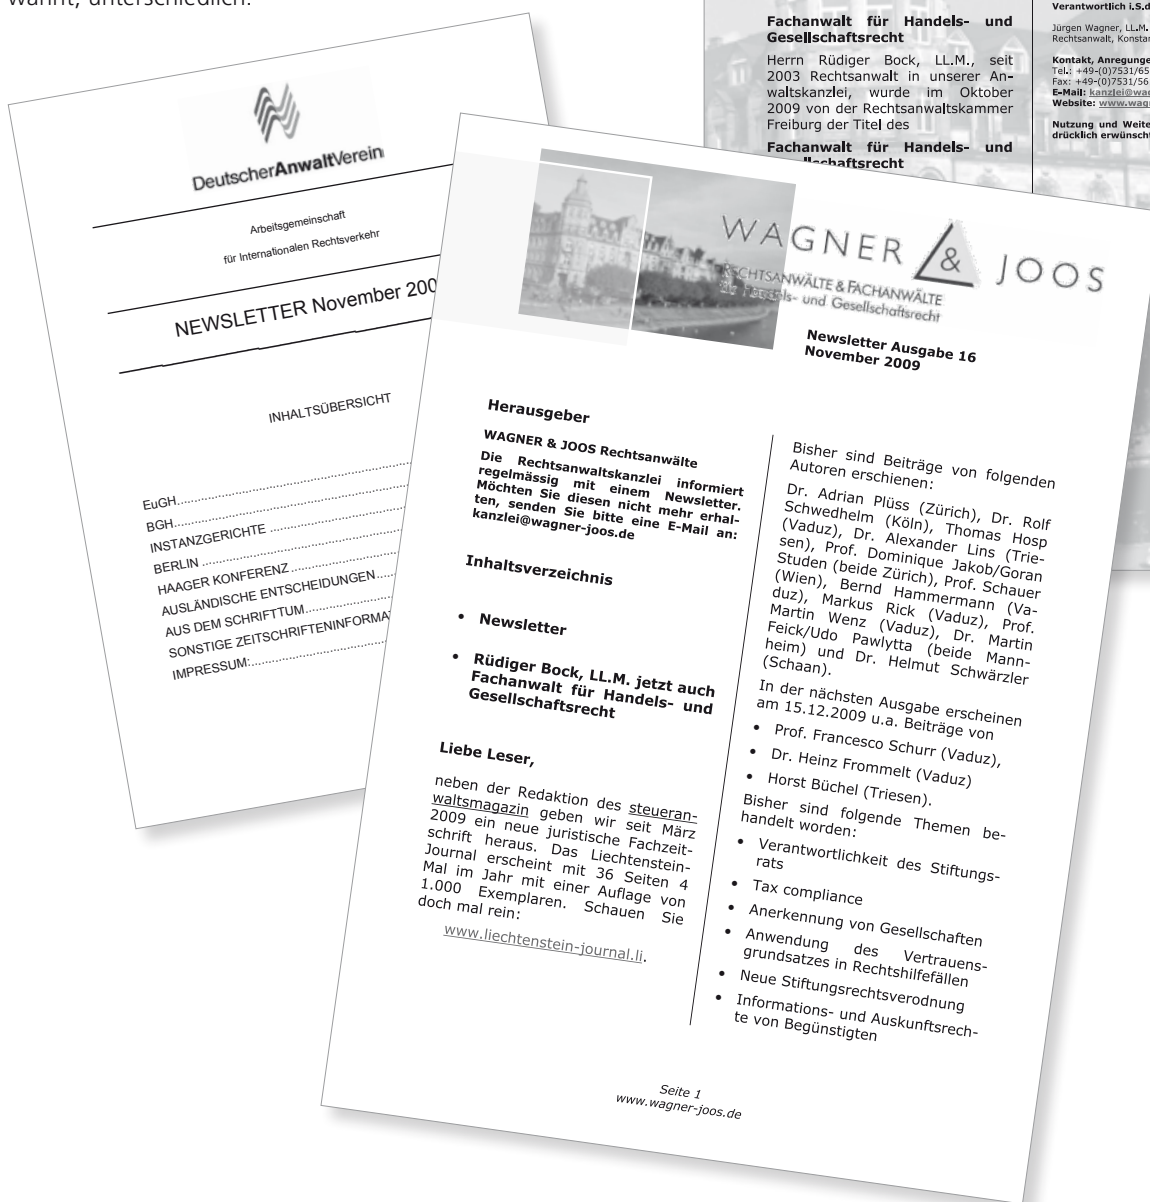 wähnt, unterschiedlich.
Deutscher AnwaltVerein
Arbeitsgemeinschaft
für Internationalen Rechtsverkehr
NEWSLETTER November 200
INHALTSÜBERSICHT
EuGH
BGH
INSTANZGERICHTE
BERLIN
HAAGER KONFERENZ
AUSLÄNDISCHE ENTSCHEIDUNGEN
AUS DEM SCHRIFTTUM
SONSTIGE ZEITSCHRIFTENINFORMAT
IMPRESSUM:
Fachanwalt für Handels- und
Gesellschaftsrecht
Herrn Rüdiger Bock, LL.M., seit
2003 Rechtsanwalt in unserer An-
waltskanzlei, wurde im Oktober
2009 von der Rechtsanwaltskammer
Freiburg der Titel des
Fachanwalt für Handels- und
Gesellschaftsrecht
Verantwortlich i.S.d
Jürgen Wagner, LL.M.
Rechtsanwalt, Konstan
Kontakt, Anregunge
Tel.: +49-(0)7531/65
Fax: +49-(0)7531/56
E-Mail: kanzlei@wag
Website: www.wagn
Nutzung und Weite
drücklich erwünscht
WAGNER & JOOS
RECHTSANWÄLTE & FACHANWÄLTE
für Handels- und Gesellschaftsrecht
Newsletter Ausgabe 16
November 2009
Herausgeber
WAGNER & JOOS Rechtsanwälte
Die Rechtsanwaltskanzlei informiert
regelmässig mit einem Newsletter.
Möchten Sie diesen nicht mehr erhal-
ten, senden Sie bitte eine E-Mail an:
kanzlei@wagner-joos.de
Inhaltsverzeichnis
• Newsletter
• Rüdiger Bock, LL.M. jetzt auch
Fachanwalt für Handels- und
Gesellschaftsrecht
Liebe Leser,
neben der Redaktion des steueran-
waltsmagazin geben wir seit März
2009 ein neue juristische Fachzeit-
schrift heraus. Das Liechtenstein-
Journal erscheint mit 36 Seiten 4
Mal im Jahr mit einer Auflage von
1.000 Exemplaren. Schauen Sie
doch mal rein:
www.liechtenstein-journal.li.
Bisher sind Beiträge von folgenden
Autoren erschienen:
Dr. Adrian Plüss (Zürich), Dr. Rolf
Schwedhelm (Köln), Thomas Hosp
(Vaduz), Dr. Alexander Lins (Trie-
sen), Prof. Dominique Jakob/Goran
Studen (beide Zürich), Prof. Schauer
(Wien), Bernd Hammermann (Va-
duz), Markus Rick (Vaduz), Prof.
Martin Wenz (Vaduz), Dr. Martin
Feick/Udo Pawlytta (beide Mann-
heim) und Dr. Helmut Schwärzler
(Schaan).
In der nächsten Ausgabe erscheinen
am 15.12.2009 u.a. Beiträge von
• Prof. Francesco Schurr (Vaduz),
• Dr. Heinz Frommelt (Vaduz)
• Horst Büchel (Triesen).
Bisher sind folgende Themen be-
handelt worden:
• Verantwortlichkeit des Stiftungs-
rats
• Tax compliance
• Anerkennung von Gesellschaften
• Anwendung des Vertrauens-
grundsatzes in Rechtshilfefällen
• Neue Stiftungsrechtsverodnung
• Informations- und Auskunftsrech-
te von Begünstigten
Seite 1
www.wagner-joos.de